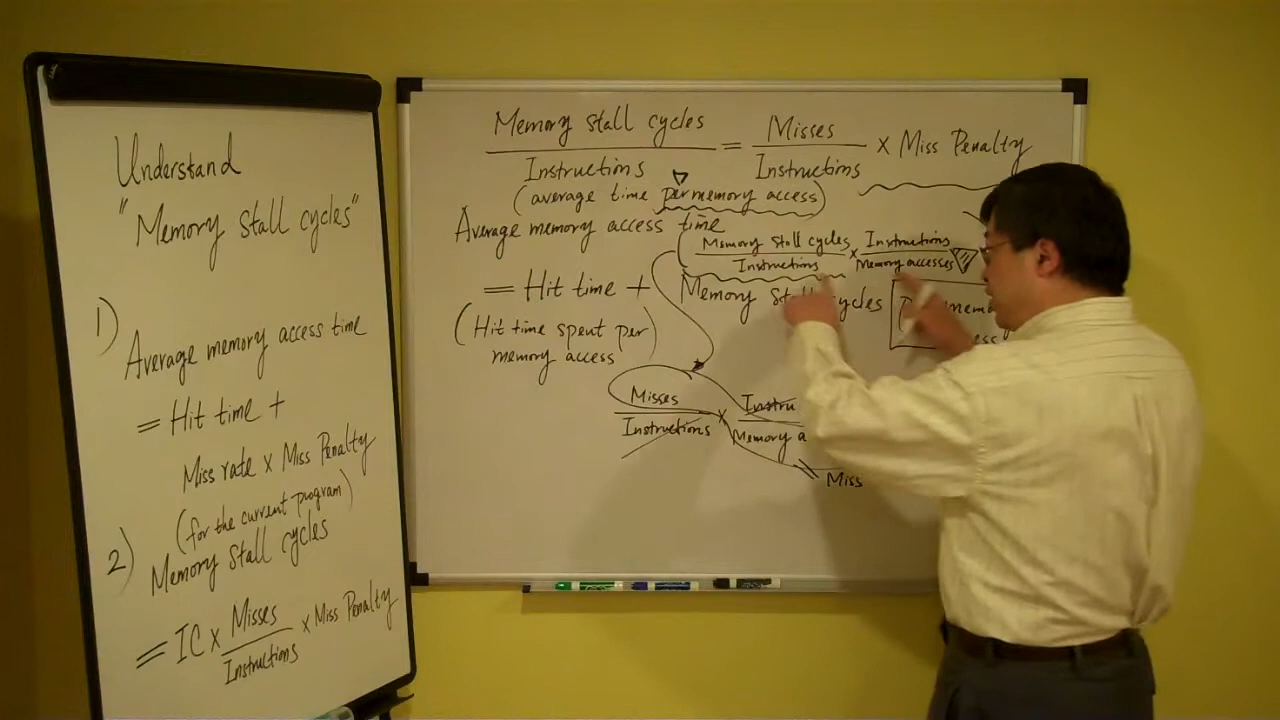 Understand
"Memory stall cycles"
1)
Average memory access time
= Hit time +
Miss rate × Miss Penalty
(for the current program)
2)
Memory stall cycles
= IC × Misses / Instructions × Miss Penalty
Memory stall cycles / Instructions = Misses / Instructions × Miss Penalty
(average time per memory access)
Average memory access time
Memory stall cycles / Instructions × Instructions / Memory accesses
= Hit time + Memory Stall cycles
(Hit time spent per
memory access)
Misses / Instructions ×
Memory
Miss